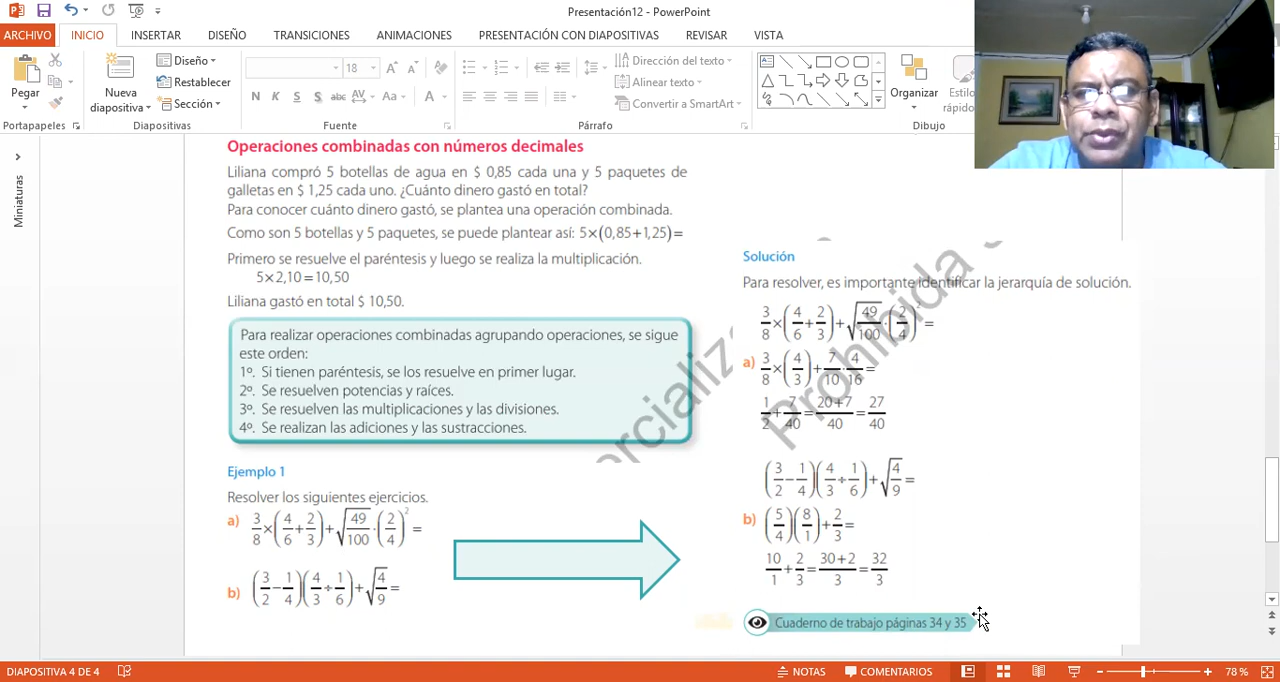 Presentación12 - PowerPoint
ARCHIVO INICIO INSERTAR DISEÑO TRANSICIONES ANIMACIONES PRESENTACIÓN CON DIAPOSITIVAS REVISAR VISTA
Pegar
Nueva diapositiva
Diseño
Restablecer
Sección
18
N K S S abc AV Aa A
Dirección del texto
Alinear texto
Convertir a SmartArt
Organizar
Estilo
rápido
Portapapeles Diapositivas Fuente Párrafo Dibujo
Miniaturas
Operaciones combinadas con números decimales
Liliana compró 5 botellas de agua en $ 0,85 cada una y 5 paquetes de
galletas en $ 1,25 cada uno. ¿Cuánto dinero gastó en total?
Para conocer cuánto dinero gastó, se plantea una operación combinada.
Como son 5 botellas y 5 paquetes, se puede plantear así: 5×(0,85+1,25)=
Primero se resuelve el paréntesis y luego se realiza la multiplicación.
5×2,10=10,50
Liliana gastó en total $ 10,50.
Para realizar operaciones combinadas agrupando operaciones, se sigue
este orden:
1º. Si tienen paréntesis, se los resuelve en primer lugar.
2º. Se resuelven potencias y raíces.
3º. Se resuelven las multiplicaciones y las divisiones.
4º. Se realizan las adiciones y las sustracciones.
Ejemplo 1
Resolver los siguientes ejercicios.
a) 3/8×(4/6+2/3)+√49/100·(2/4)²=
b) (3/2−1/4)(4/3÷1/6)+√4/9=
Solución
Para resolver, es importante identificar la jerarquía de solución.
3/8×(4/6+2/3)+√49/100·(2/4)²=
a) 3/8×(4/3)+7/10·4/16=
1/2+7/40=20+7/40=27/40
(3/2−1/4)(4/3÷1/6)+√4/9=
b) (5/4)(8/1)+2/3=
10/1+2/3=30+2/3=32/3
Cuaderno de trabajo páginas 34 y 35
Prohibida
DIAPOSITIVA 4 DE 4 NOTAS COMENTARIOS 78 %